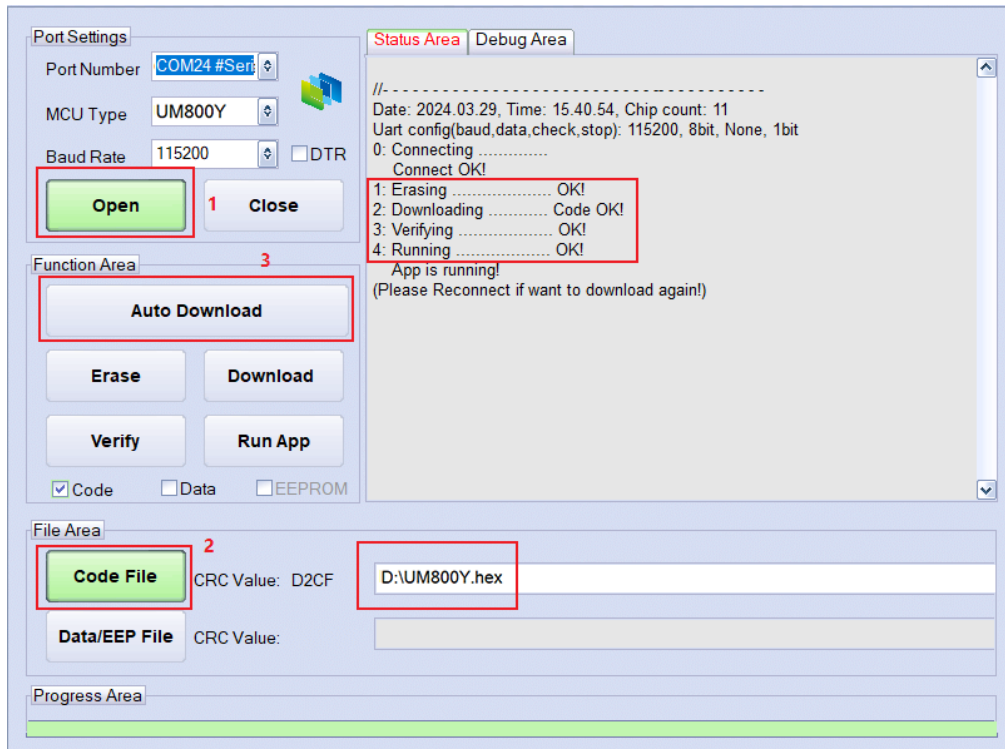 Port Settings
Port Number COM24 #Seri
MCU Type UM800Y
Baud Rate 115200 DTR
Open 1 Close
Function Area 3
Auto Download
Erase Download
Verify Run App
Code Data EEPROM
Status Area Debug Area
//- - - - - - - - - - - - - - - - - - - - - - - - - - - - -- - - - - - - - -
Date: 2024.03.29, Time: 15.40.54, Chip count: 11
Uart config(baud,data,check,stop): 115200, 8bit, None, 1bit
0: Connecting .............
Connect OK!
1: Erasing .................. OK!
2: Downloading ........... Code OK!
3: Verifying .................. OK!
4: Running ................... OK!
App is running!
(Please Reconnect if want to download again!)
File Area
2
Code File CRC Value: D2CF D:\UM800Y.hex
Data/EEP File CRC Value:
Progress Area